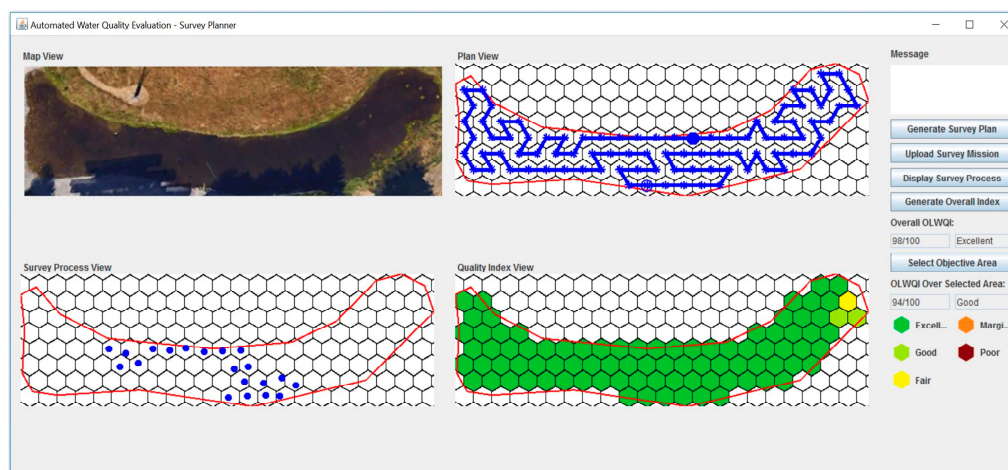 Automated Water Quality Evaluation - Survey Planner
Map View
Plan View
Message
Generate Survey Plan
Upload Survey Mission
Display Survey Process
Generate Overall Index
Overall OLWQI:
98/100 Excellent
Select Objective Area
Survey Process View
Quality Index View
OLWQI Over Selected Area:
94/100 Good
Excell... Margi...
Good Poor
Fair